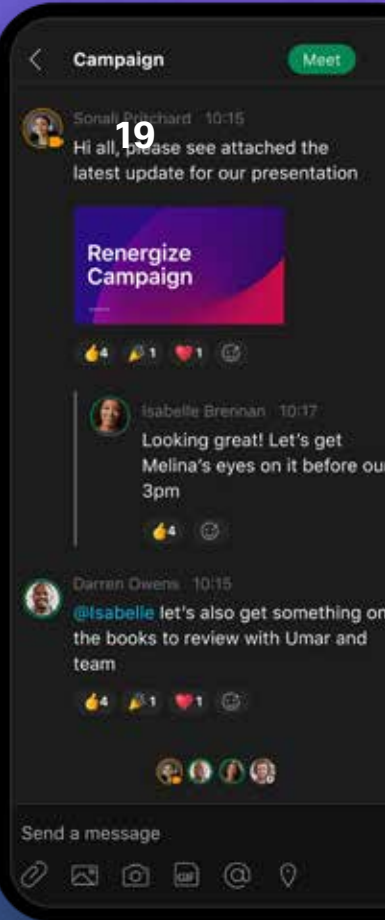 Campaign
Meet
Sonali Pritchard 10:15
19
Hi all, please see attached the
latest update for our presentation
Renergize
Campaign
4 1 1
Isabelle Brennan 10:17
Looking great! Let's get
Melina's eyes on it before our
3pm
4
Darren Owens 10:15
@Isabelle let's also get something on
the books to review with Umar and
team
4 1 1
Send a message
GIF